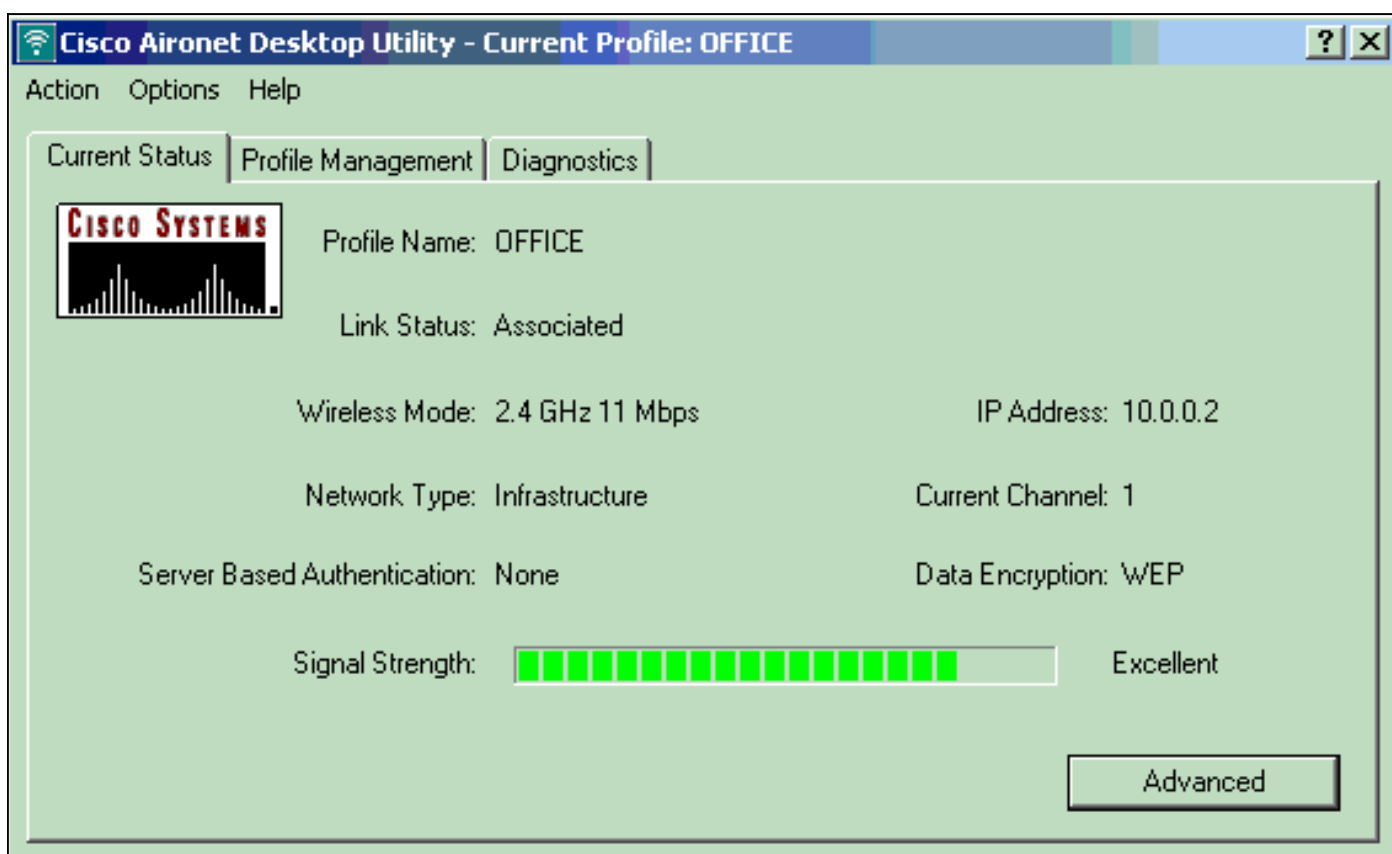 Cisco Aironet Desktop Utility - Current Profile: OFFICE
Action Options Help
Current Status Profile Management Diagnostics
CISCO SYSTEMS
Profile Name: OFFICE
Link Status: Associated
Wireless Mode: 2.4 GHz 11 Mbps IP Address: 10.0.0.2
Network Type: Infrastructure Current Channel: 1
Server Based Authentication: None Data Encryption: WEP
Signal Strength: Excellent
Advanced